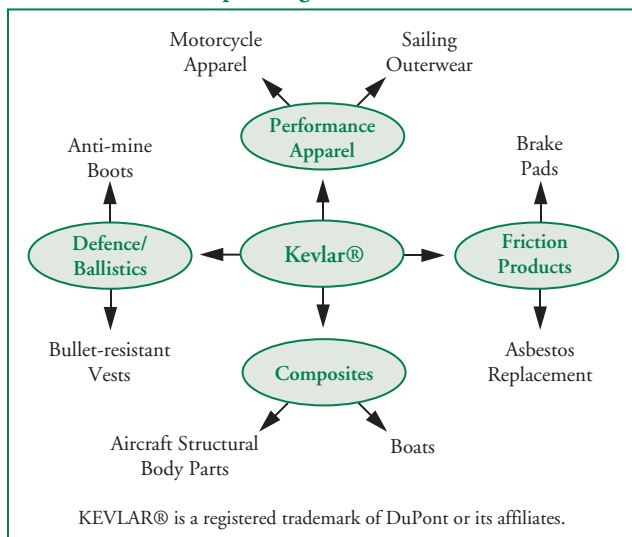 Motorcycle
Apparel
Sailing
Outerwear
Performance
Apparel
Anti-mine
Boots
Brake
Pads
Defence/
Ballistics
Kevlar®
Friction
Products
Bullet-resistant
Vests
Composites
Asbestos
Replacement
Aircraft Structural
Body Parts
Boats
KEVLAR® is a registered trademark of DuPont or its affiliates.